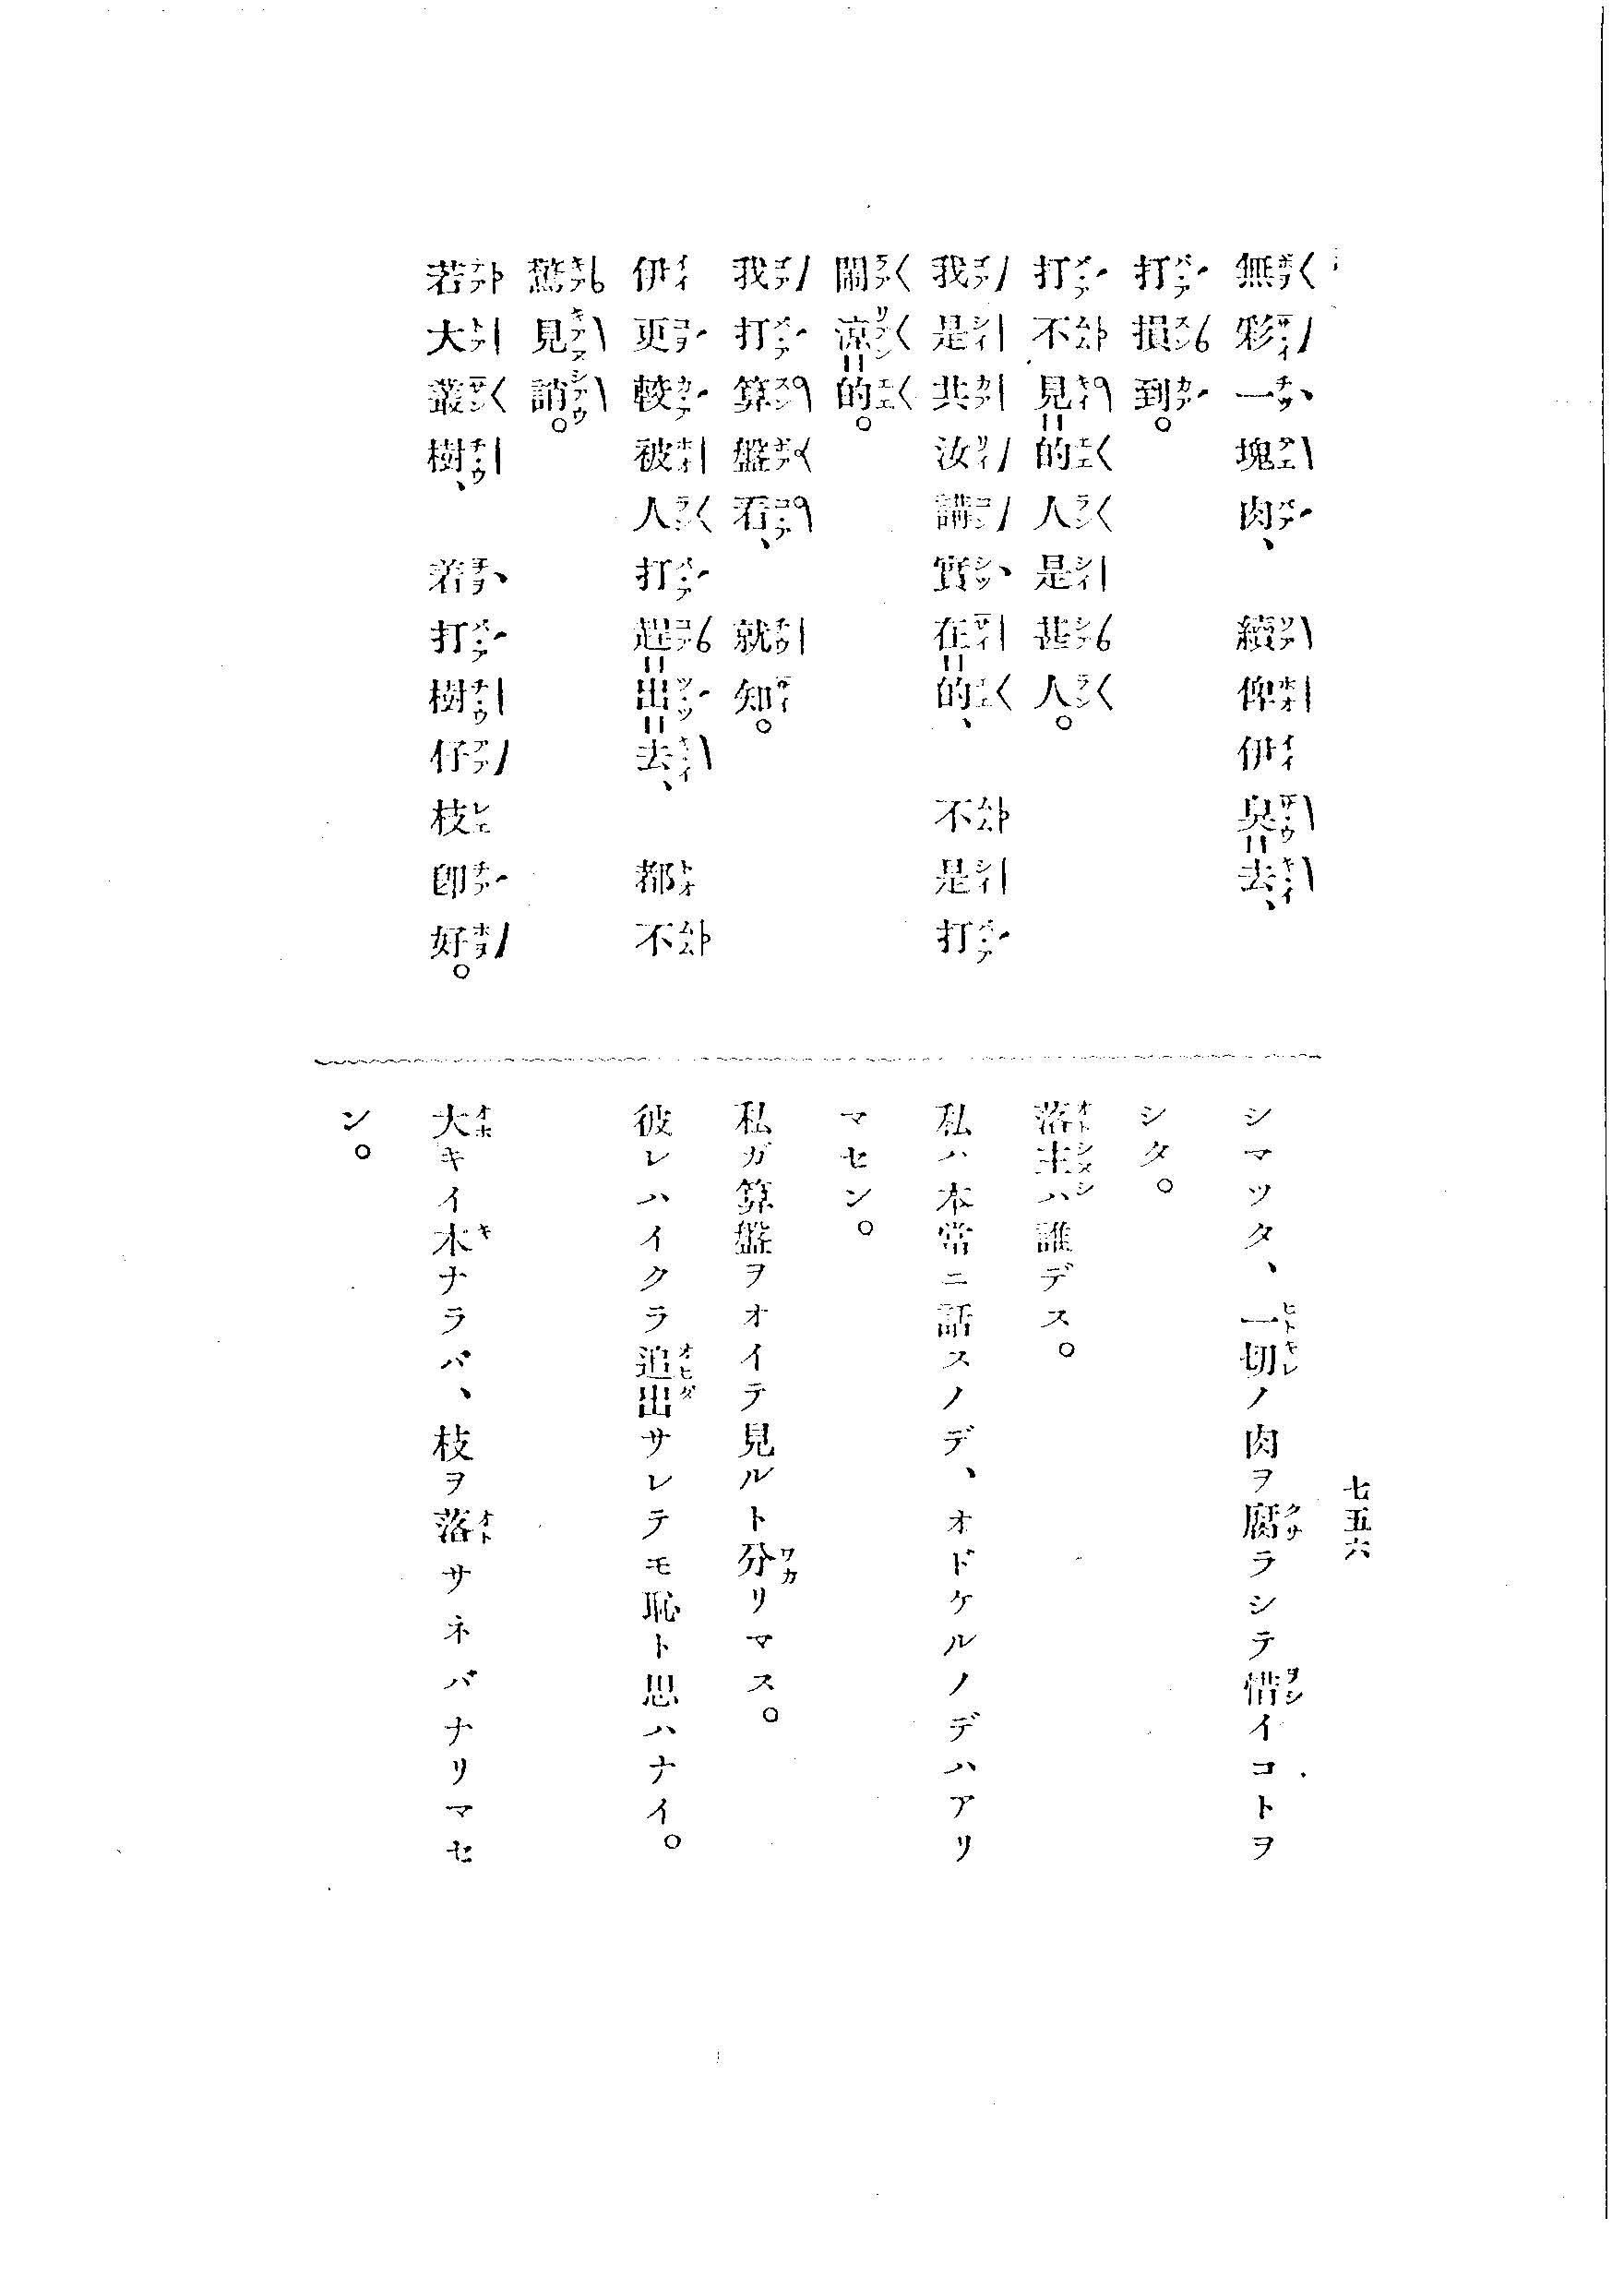 無彩一塊肉、續俾伊臭去、
打損到。
打不見的人是甚人。
我是共汝講實在的、不是打
鬧涼的。
我打算盤看、就知。
伊更較被人打趕出去、都不
驚見誚。
若大叢樹、着打樹仔枝卽好。
七五六
シマツタ、一切ノ肉ヲ腐ラシテ惜イコトヲ
シタ。
落主ハ誰デス。
私ハ本當ニ話スノデ、オドケルノデハアリ
マセン。
私ガ算盤ヲオイテ見ルト分リマス。
彼レハイクラ追出サレテモ恥ト思ハナイ。
大キイ木ナラバ、枝ヲ落サネバナリマセ
ン。